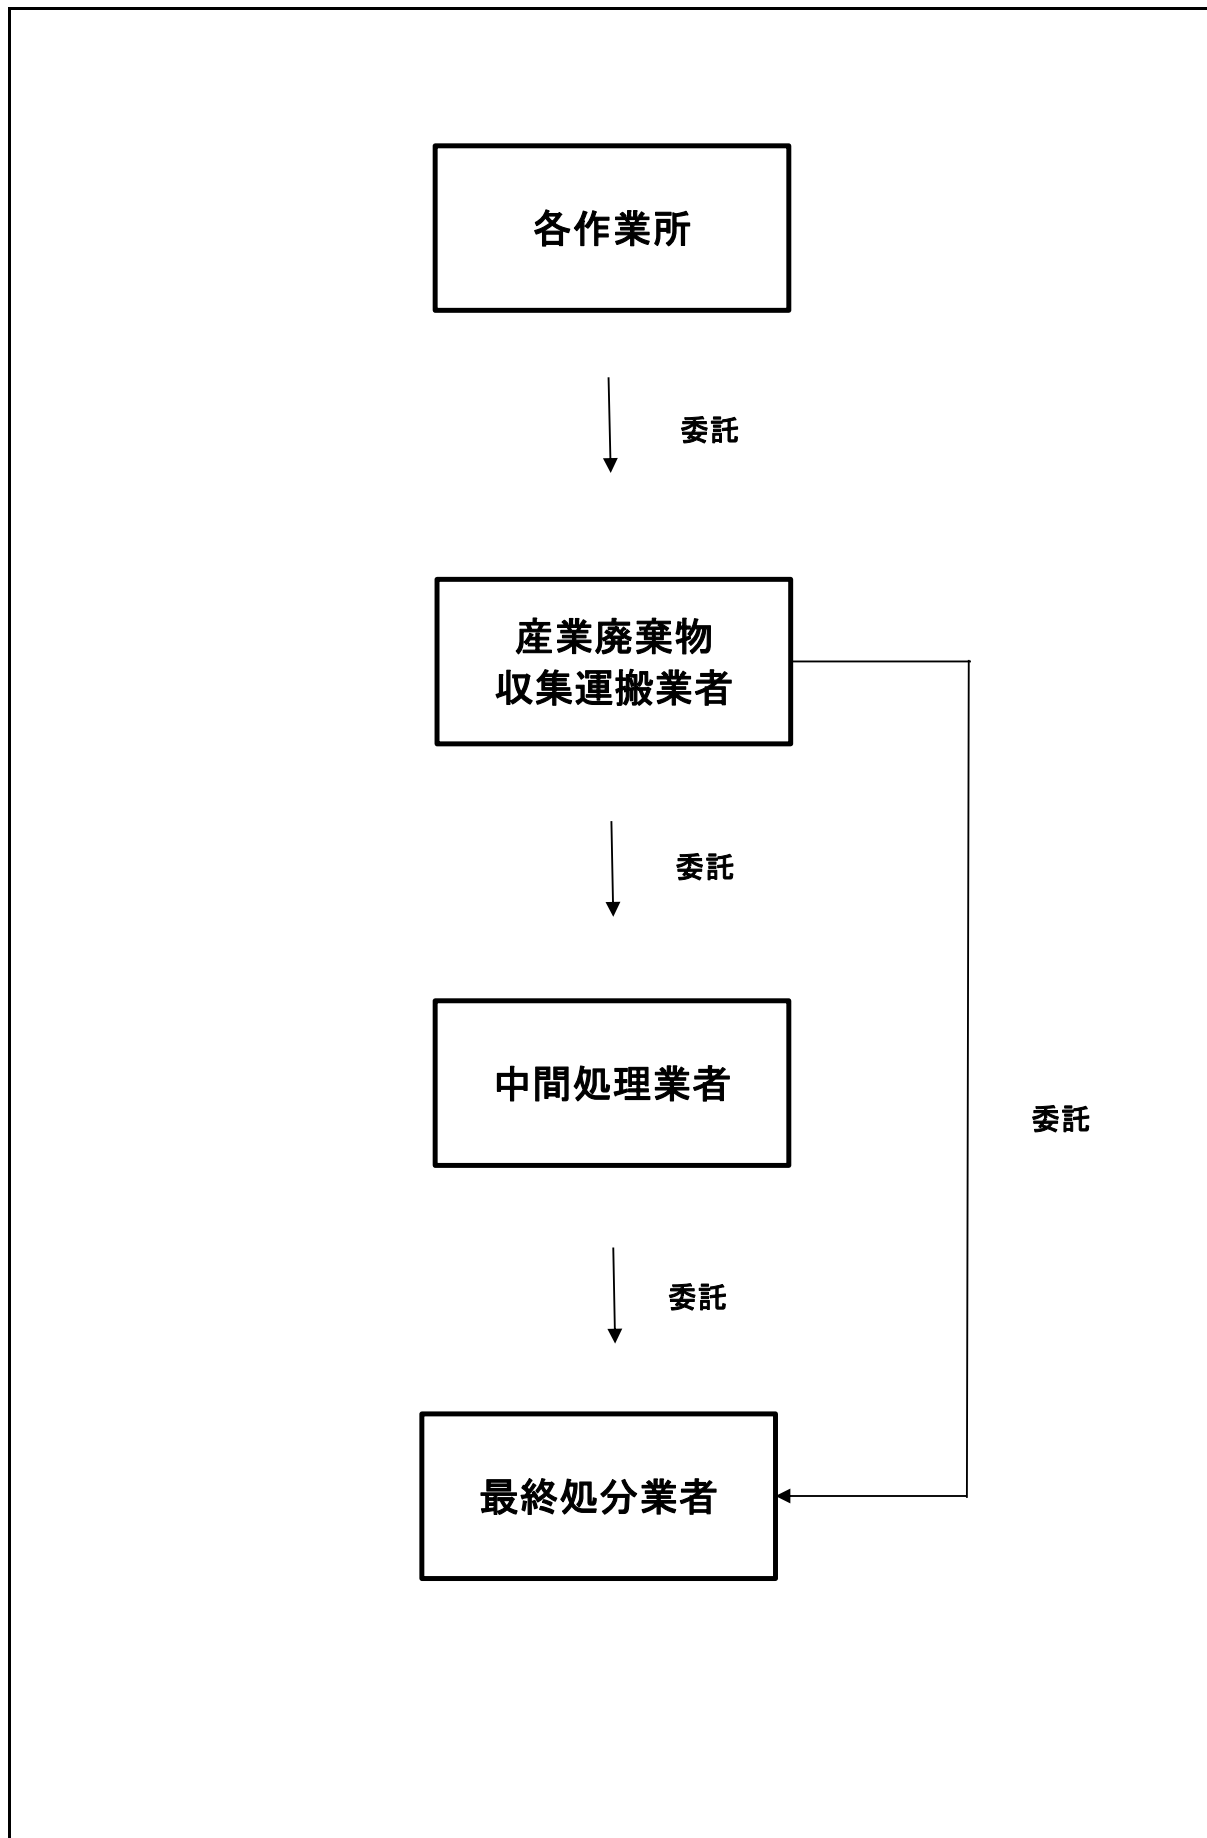 各作業所
委託
産業廃棄物
収集運搬業者
委託
中間処理業者
委託
委託
最終処分業者